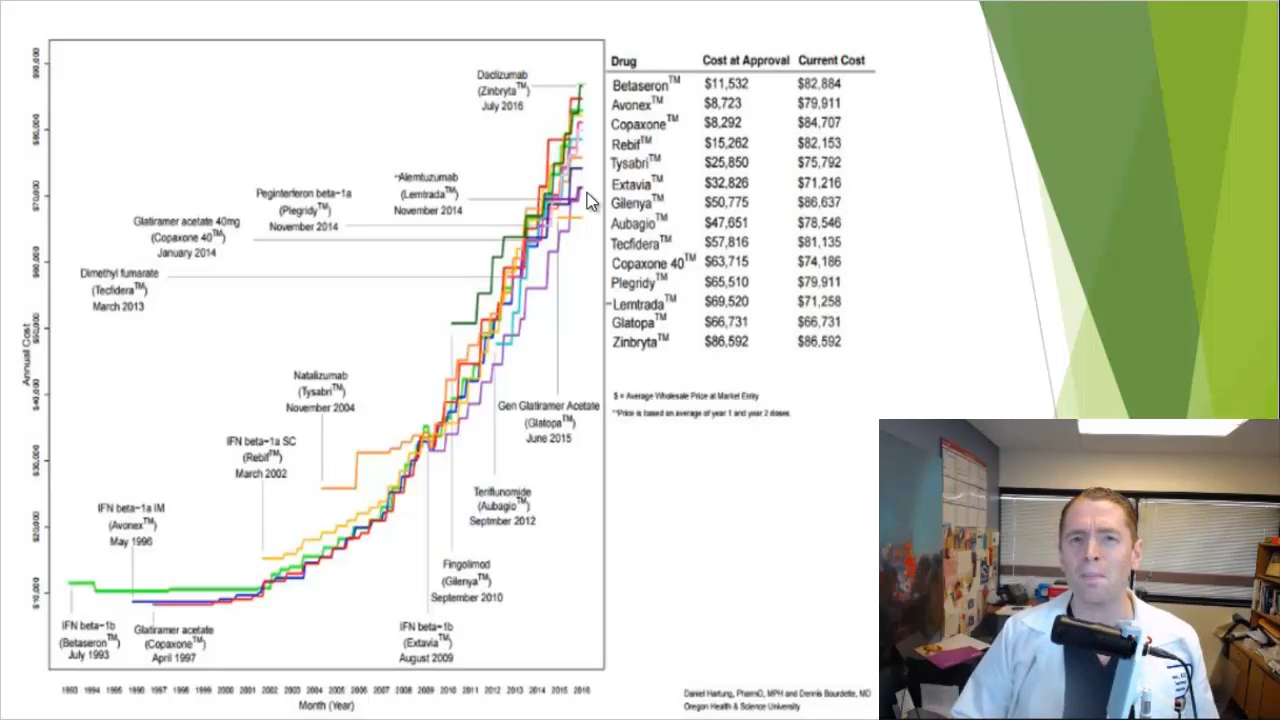 Drug Cost at Approval Current Cost
Betaseron™ $11,532 $82,884
Avonex™ $8,723 $79,911
Copaxone™ $8,292 $84,707
Rebif™ $15,262 $82,153
Tysabri™ $25,850 $75,792
Extavia™ $32,826 $71,216
Gilenya™ $50,775 $86,637
Aubagio™ $47,651 $78,546
Tecfidera™ $57,816 $81,135
Copaxone 40™ $63,715 $74,186
Plegridy™ $65,510 $79,911
Lemtrada™ $69,520 $71,258
Glatopa™ $66,731 $66,731
Zinbryta™ $86,592 $86,592
$ = Average Wholesale Price at Market Entry
**Price is based on average of year 1 and year 2 doses
Daclizumab
(Zinbryta™)
July 2016
~Alemtuzumab
(Lemtrada™)
November 2014
Peginterferon beta-1a
(Plegridy™)
November 2014
Glatiramer acetate 40mg
(Copaxone 40™)
January 2014
Dimethyl fumarate
(Tecfidera™)
March 2013
Natalizumab
(Tysabri™)
November 2004
IFN beta-1a SC
(Rebif™)
March 2002
IFN beta-1a IM
(Avonex™)
May 1996
Gen Glatiramer Acetate
(Glatopa™)
June 2015
Teriflunomide
(Aubagio™)
Septmber 2012
Fingolimod
(Gilenya™)
September 2010
IFN beta-1b
(Betaseron™)
July 1993
Glatiramer acetate
(Copaxone™)
April 1997
IFN beta-1b
(Extavia™)
August 2009
Annual Cost
$90,000
$80,000
$70,000
$60,000
$50,000
$40,000
$30,000
$20,000
$10,000
1993 1994 1995 1996 1997 1998 1999 2000 2001 2002 2003 2004 2005 2006 2007 2008 2009 2010 2011 2012 2013 2014 2015 2016
Month (Year)
Daniel Hartung, PharmD, MPH and Dennis Bourdette, MD
Oregon Health & Science University